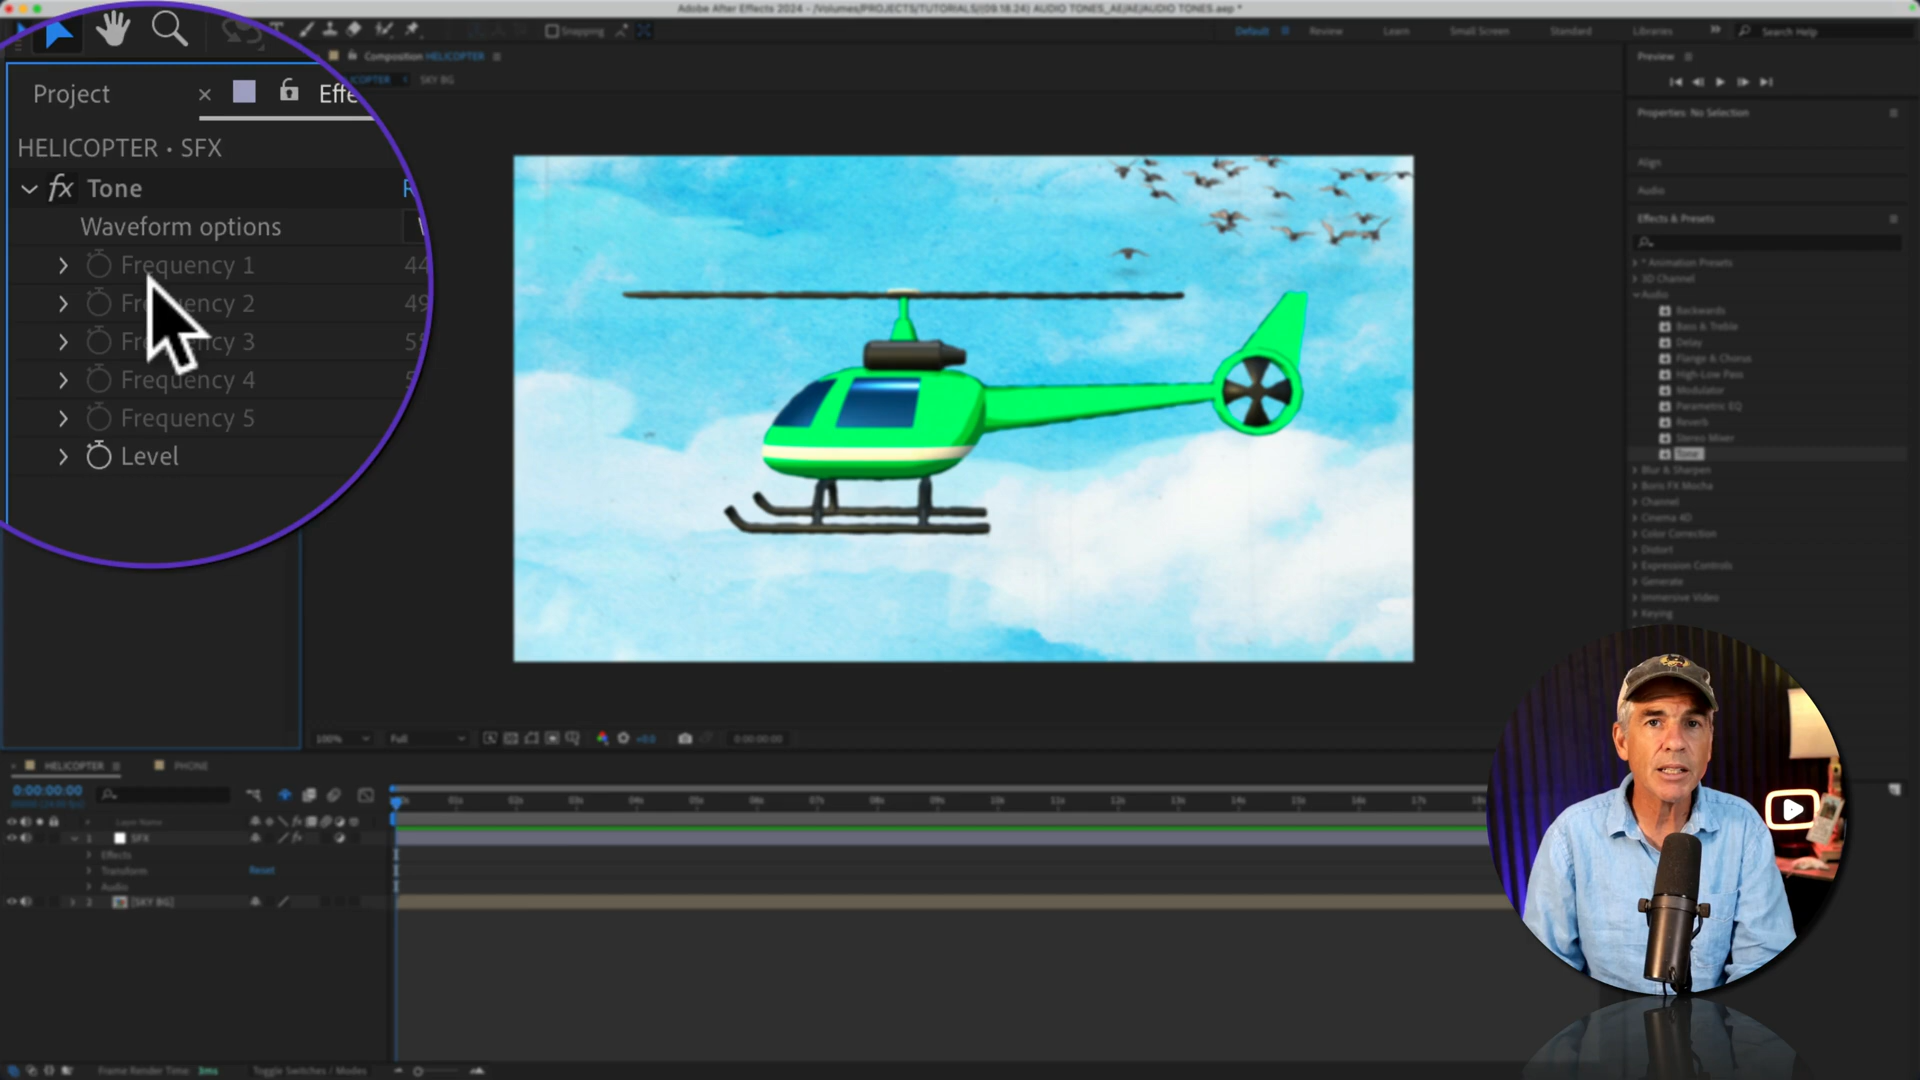 Adobe After Effects 2024 - /Volumes/PROJECTS/TUTORIALS/(09.18.24) AUDIO TONES_AE/AE/AUDIO TONES.aep *
Snapping
Default
Review
Learn
Small Screen
Standard
Libraries
Search Help
Composition HELICOPTER
HELICOPTER
SKY BG
Project
Effe
HELICOPTER • SFX
fx Tone
R
Waveform options
Frequency 1
44
Frequency 2
49
Frequency 3
Frequency 4
Frequency 5
Level
Preview
Properties: No Selection
Align
Audio
Effects & Presets
* Animation Presets
3D Channel
Audio
Backwards
Bass & Treble
Delay
Flange & Chorus
High-Low Pass
Modulator
Parametric EQ
Reverb
Stereo Mixer
Tone
Blur & Sharpen
Boris FX Mocha
Channel
Cinema 4D
Color Correction
Distort
Expression Controls
Generate
Immersive Video
Keying
100%
Full
+0.0
0:00:00:00
HELICOPTER
PHONE
0:00:00:00
01s
02s
03s
04s
05s
06s
07s
08s
09s
10s
11s
12s
13s
14s
15s
16s
17s
Layer Name
1
SFX
Effects
Transform
Reset
Audio
2
[SKY BG]
Frame Render Time: 3ms
Toggle Switches / Modes